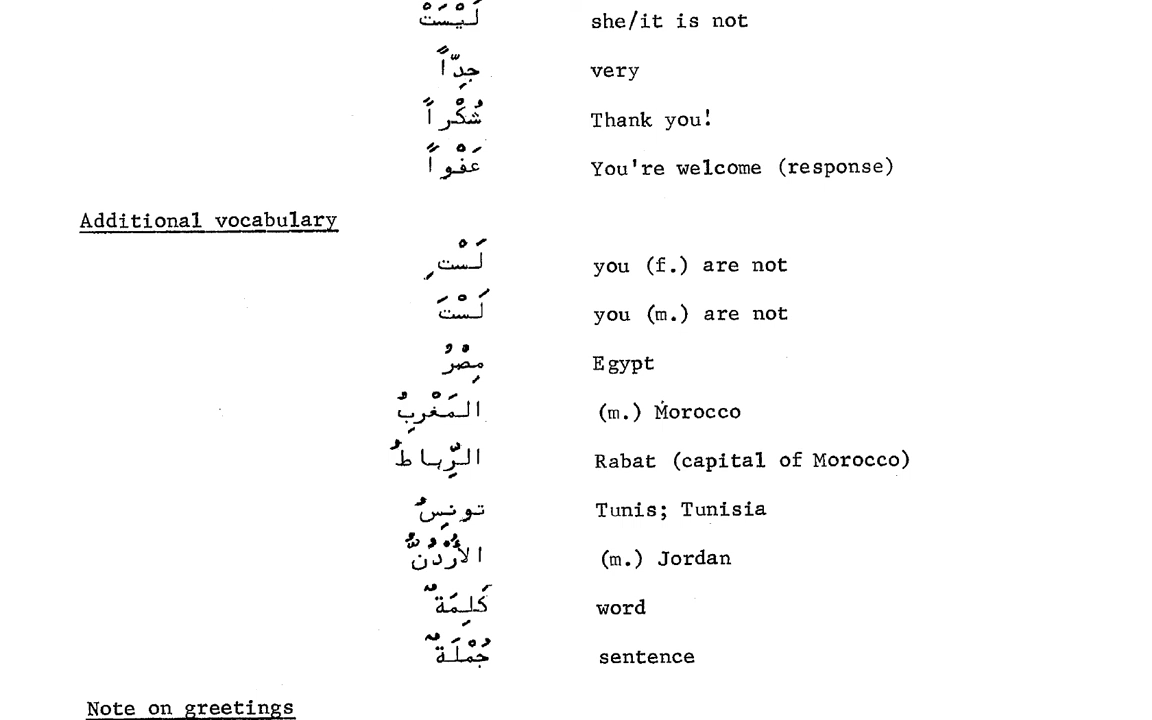 لَيْسَتْ she/it is not
جِدّاً very
شُكْراً Thank you!
عَفْواً You're welcome (response)
Additional vocabulary
لَسْتِ you (f.) are not
لَسْتَ you (m.) are not
مِصْرُ Egypt
المَغْرِبُ (m.) Morocco
الرِّباطُ Rabat (capital of Morocco)
تونِسُ Tunis; Tunisia
الأُرْدُنُّ (m.) Jordan
كَلِمَةٌ word
جُمْلَةٌ sentence
Note on greetings